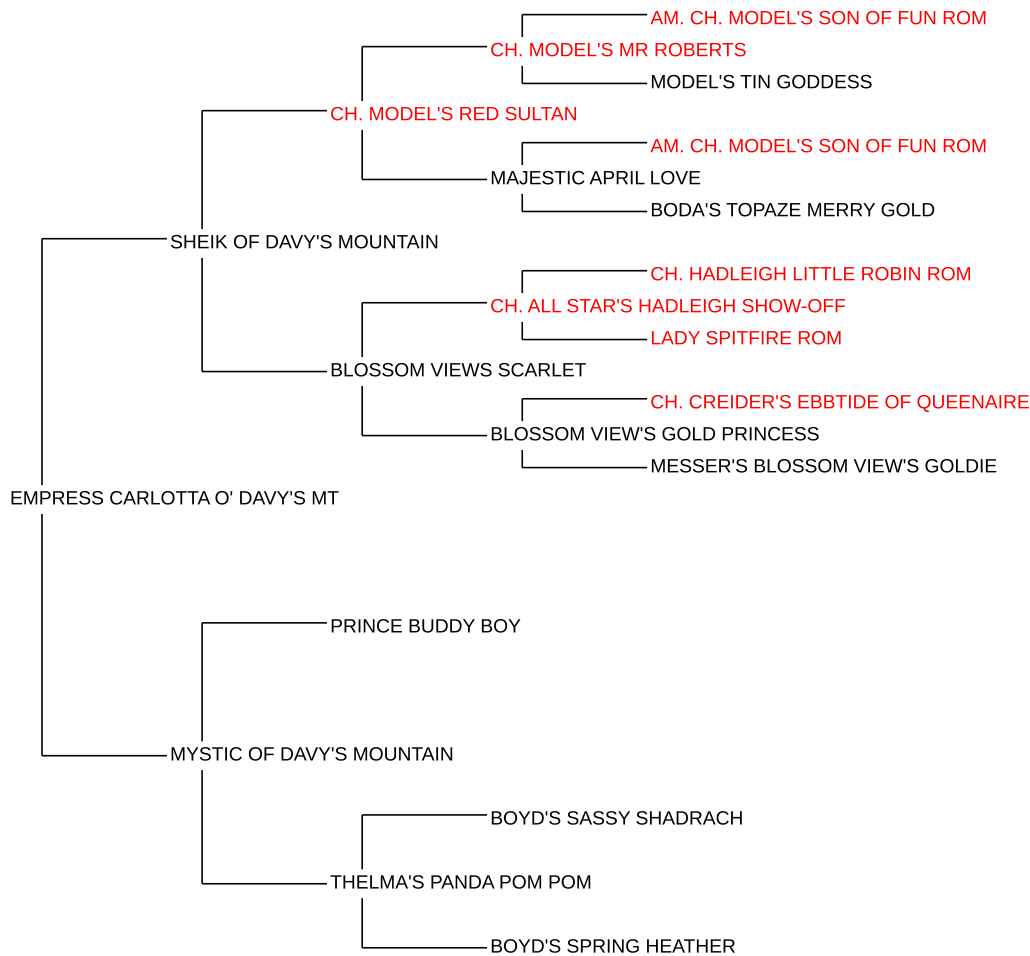 AM. CH. MODEL'S SON OF FUN ROM
CH. MODEL'S MR ROBERTS
MODEL'S TIN GODDESS
CH. MODEL'S RED SULTAN
AM. CH. MODEL'S SON OF FUN ROM
MAJESTIC APRIL LOVE
BODA'S TOPAZE MERRY GOLD
SHEIK OF DAVY'S MOUNTAIN
CH. HADLEIGH LITTLE ROBIN ROM
CH. ALL STAR'S HADLEIGH SHOW-OFF
LADY SPITFIRE ROM
BLOSSOM VIEWS SCARLET
CH. CREIDER'S EBBTIDE OF QUEENAIRE
BLOSSOM VIEW'S GOLD PRINCESS
MESSER'S BLOSSOM VIEW'S GOLDIE
EMPRESS CARLOTTA O' DAVY'S MT
PRINCE BUDDY BOY
MYSTIC OF DAVY'S MOUNTAIN
BOYD'S SASSY SHADRACH
THELMA'S PANDA POM POM
BOYD'S SPRING HEATHER